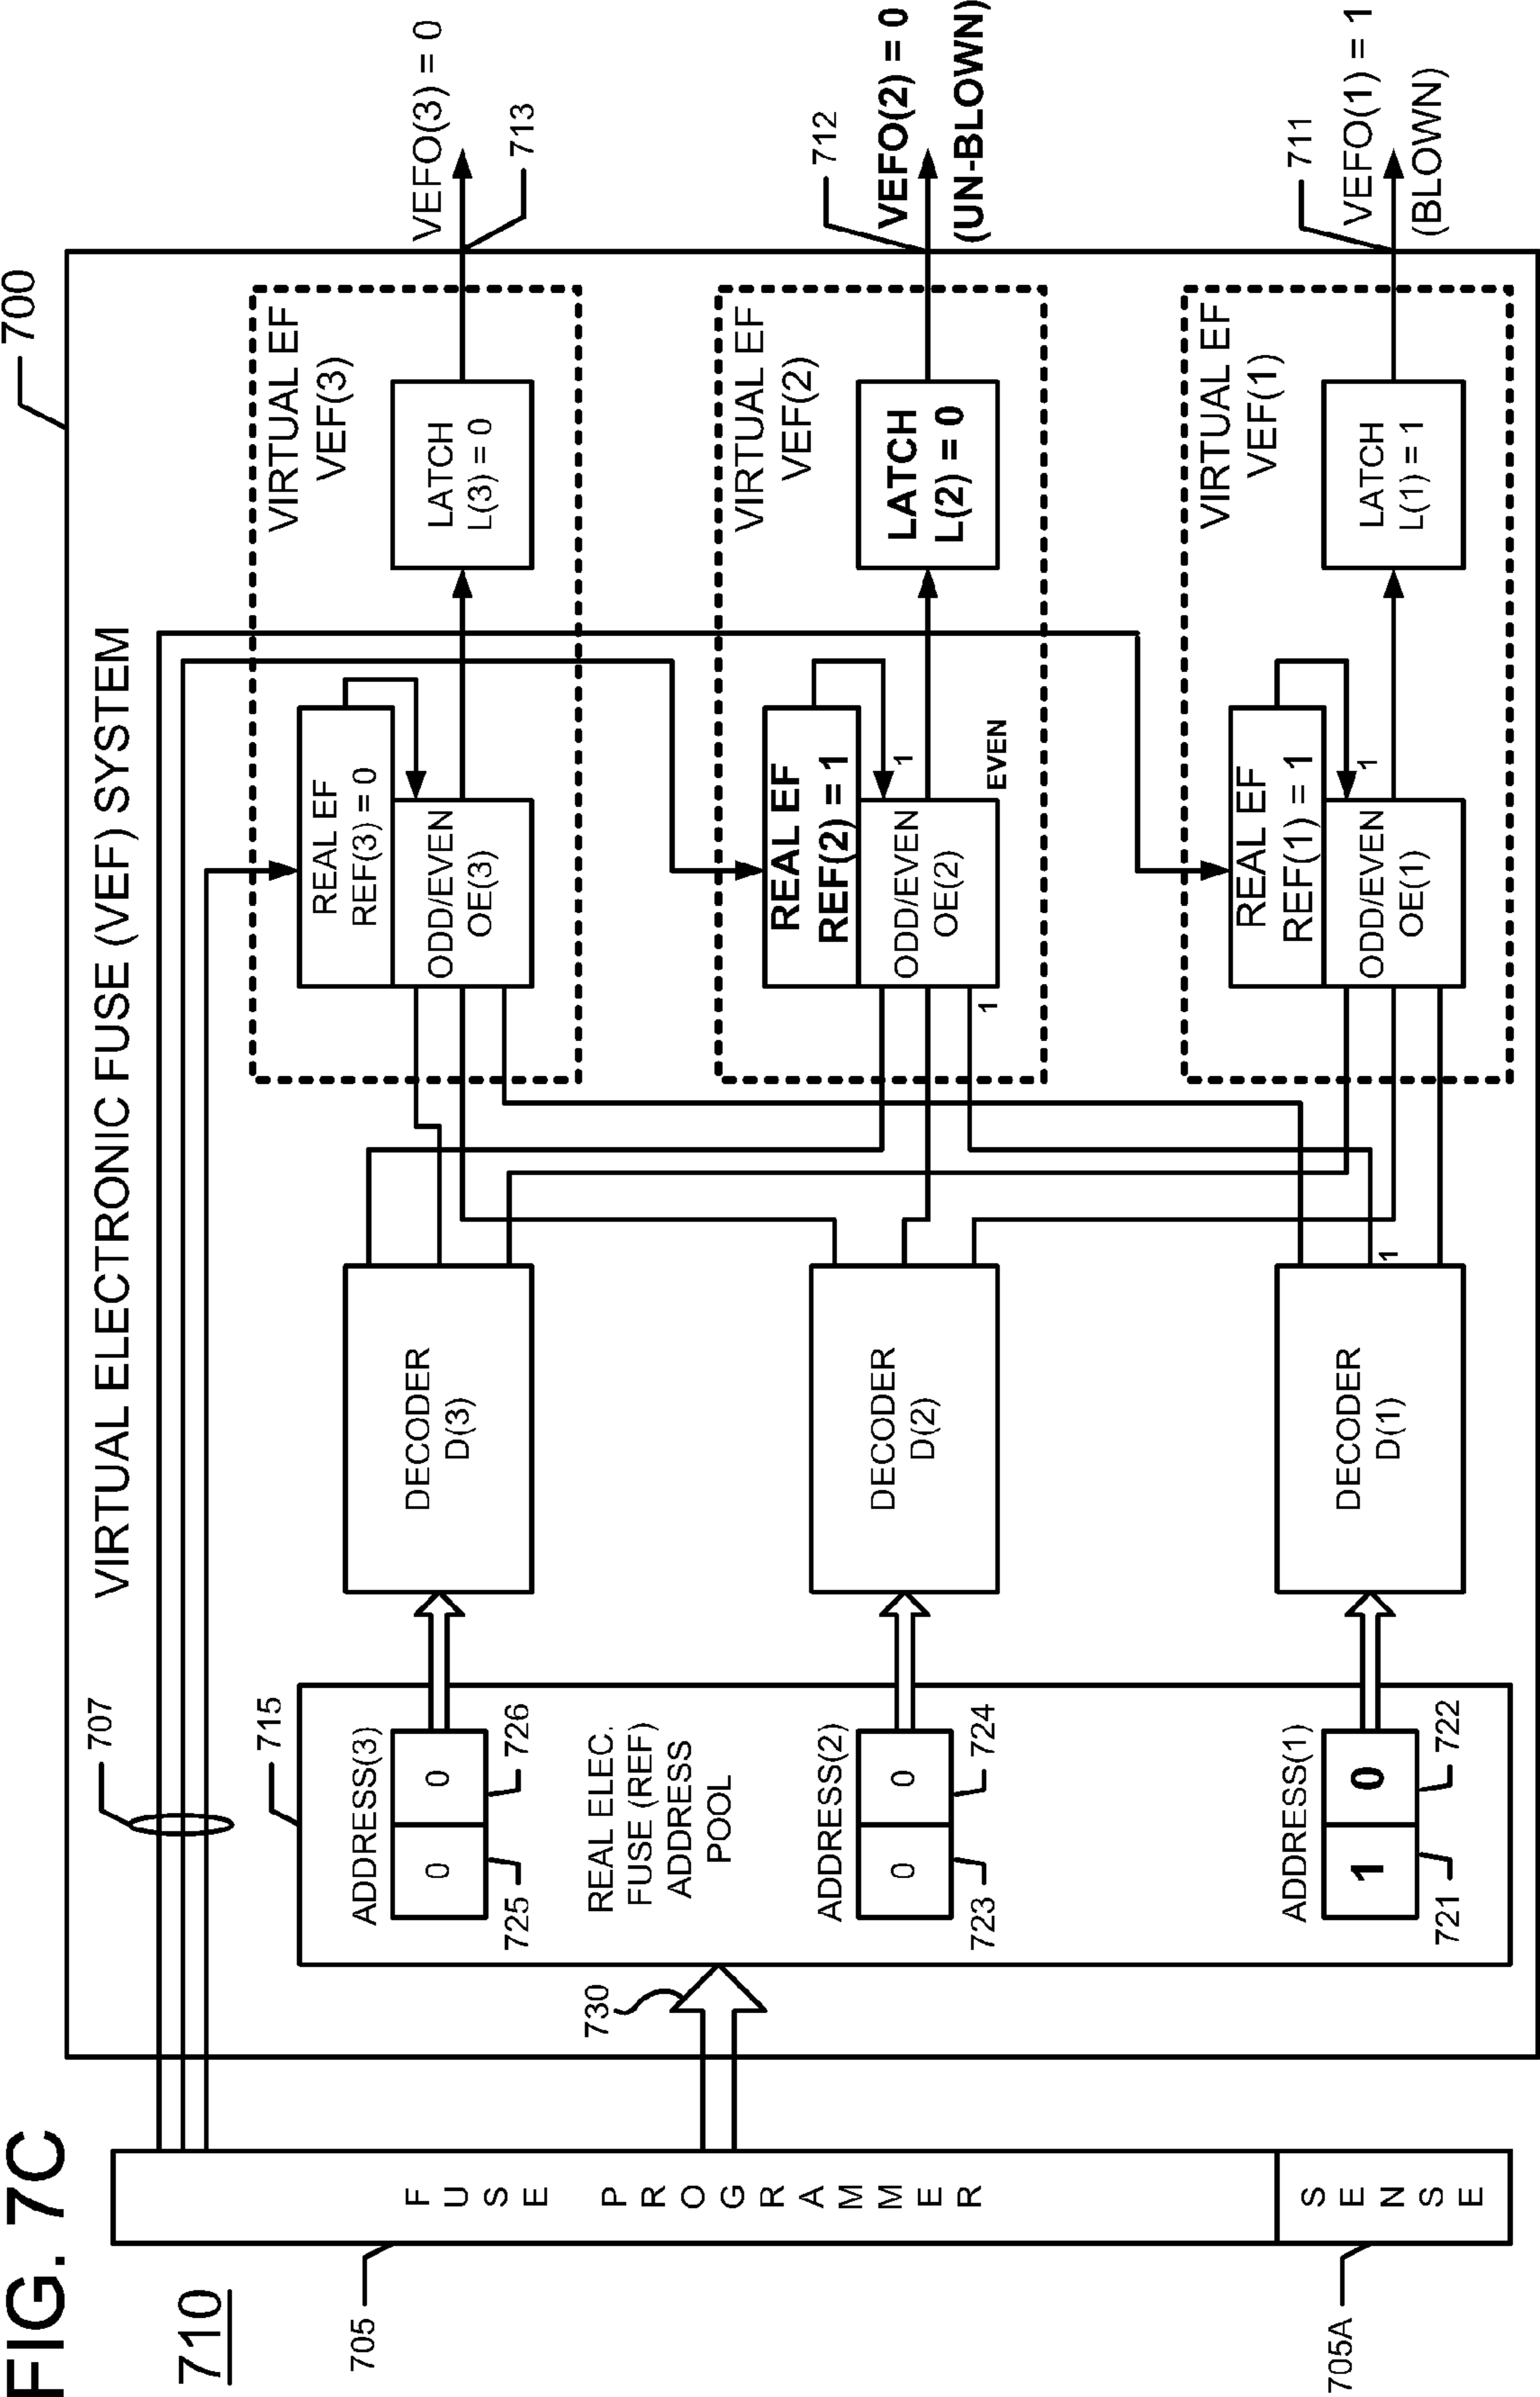 FIG. 7C
710
700
VIRTUAL ELECTRONIC FUSE (VEF) SYSTEM
707
705
FUSE PROGRAMMER
705A
SENSE
730
715
ADDRESS(3)
0 0
725
726
REAL ELEC.
FUSE (REF)
ADDRESS
POOL
ADDRESS(2)
0 0
723
724
ADDRESS(1)
1 0
721
722
DECODER
D(3)
DECODER
D(2)
DECODER
D(1)
1
VIRTUAL EF
VEF(3)
REAL EF
REF(3) = 0
ODD/EVEN
OE(3)
LATCH
L(3) = 0
VEFO(3) = 0
713
VIRTUAL EF
VEF(2)
REAL EF
REF(2) = 1
1
ODD/EVEN
OE(2)
1
EVEN
LATCH
L(2) = 0
712
VEFO(2) = 0
(UN-BLOWN)
VIRTUAL EF
VEF(1)
REAL EF
REF(1) = 1
1
ODD/EVEN
OE(1)
LATCH
L(1) = 1
711
VEFO(1) = 1
(BLOWN)